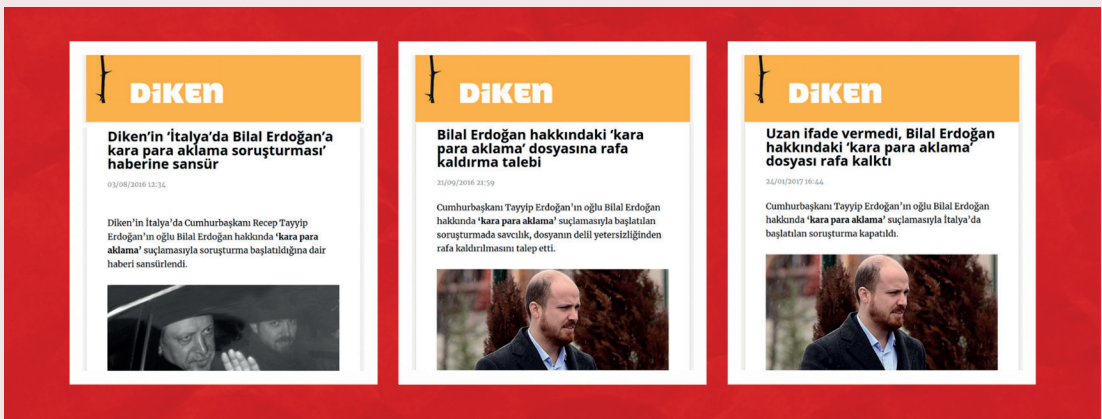 DİKEN
Diken’in ‘İtalya’da Bilal Erdoğan’a
kara para aklama soruşturması’
haberine sansür
03/08/2016 12:34
Diken’in İtalya’da Cumhurbaşkanı Recep Tayyip
Erdoğan’ın oğlu Bilal Erdoğan hakkında ‘kara para
aklama’ suçlamasıyla soruşturma başlatıldığına dair
haberi sansürlendi.
DİKEN
Bilal Erdoğan hakkındaki ‘kara
para aklama’ dosyasına rafa
kaldırma talebi
21/09/2016 21:59
Cumhurbaşkanı Tayyip Erdoğan’ın oğlu Bilal Erdoğan
hakkında ‘kara para aklama’ suçlamasıyla başlatılan
soruşturmada savcılık, dosyanın delil yetersizliğinden
rafa kaldırılmasını talep etti.
DİKEN
Uzan ifade vermedi, Bilal Erdoğan
hakkındaki ‘kara para aklama’
dosyası rafa kalktı
24/01/2017 16:44
Cumhurbaşkanı Tayyip Erdoğan’ın oğlu Bilal Erdoğan
hakkında ‘kara para aklama’ suçlamasıyla İtalya’da
başlatılan soruşturma kapatıldı.